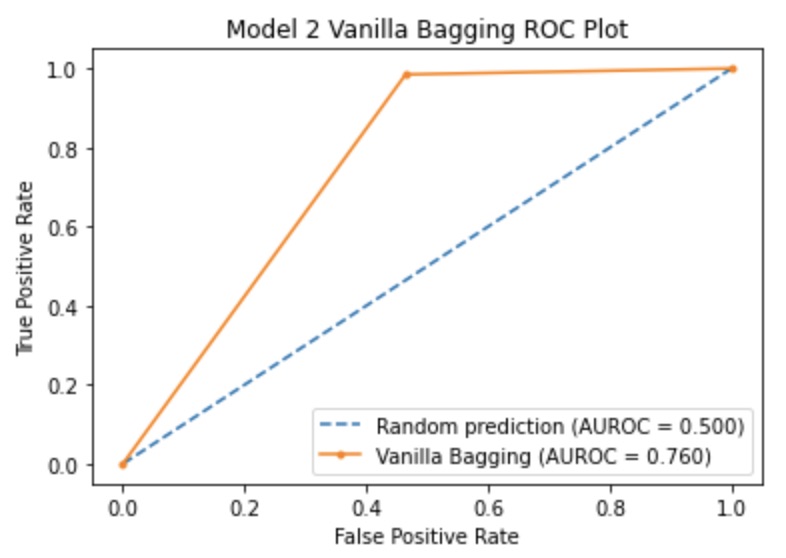 Model 2 Vanilla Bagging ROC Plot
True Positive Rate
1.0
0.8
0.6
0.4
0.2
0.0
Random prediction (AUROC = 0.500)
Vanilla Bagging (AUROC = 0.760)
0.0 0.2 0.4 0.6 0.8 1.0
False Positive Rate